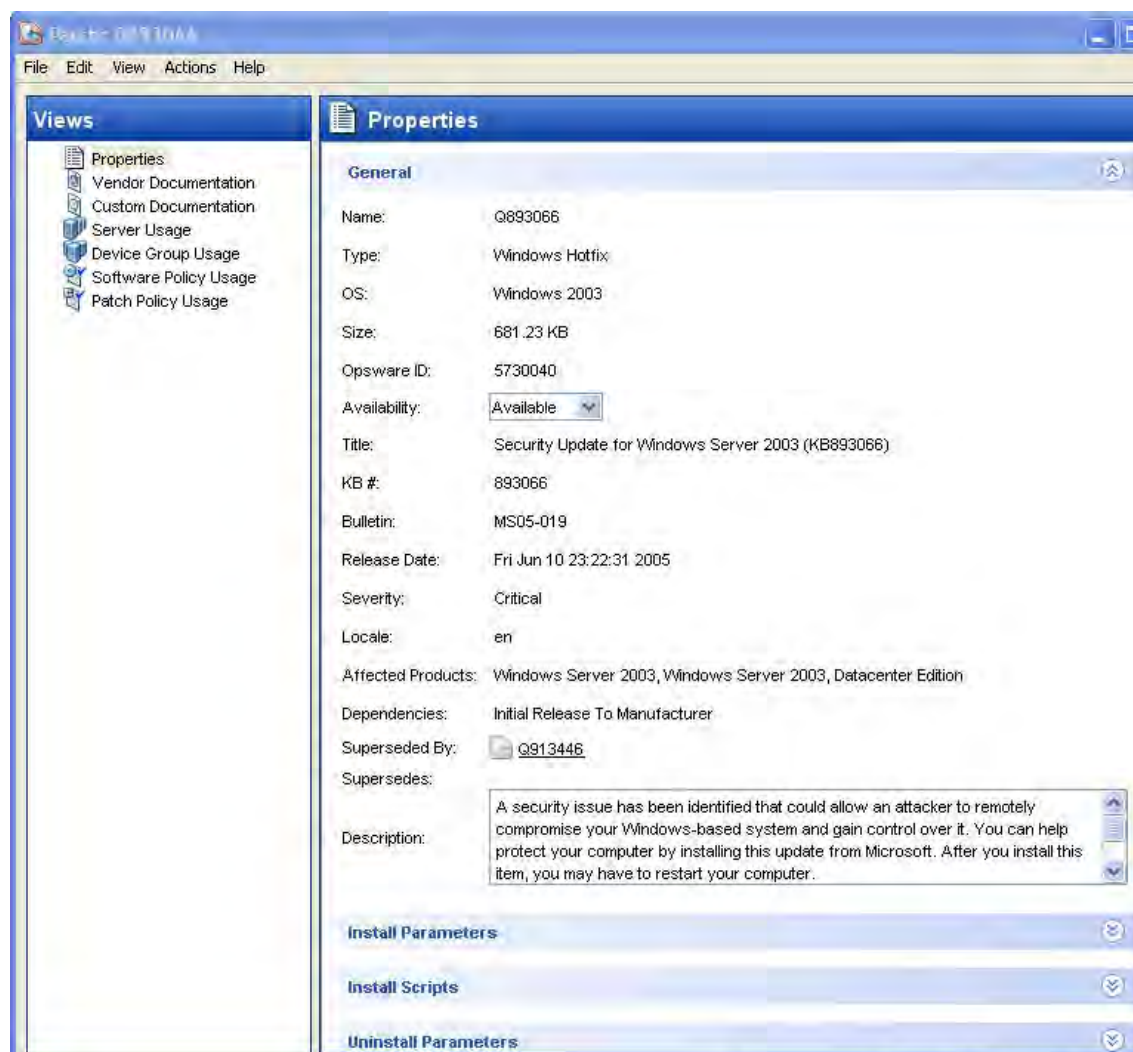 File Edit View Actions Help
Views
Properties
Vendor Documentation
Custom Documentation
Server Usage
Device Group Usage
Software Policy Usage
Patch Policy Usage
Properties
General
Name: Q893066
Type: Windows Hotfix
OS: Windows 2003
Size: 681.23 KB
Opsware ID: 5730040
Availability: Available
Title: Security Update for Windows Server 2003 (KB893066)
KB #: 893066
Bulletin: MS05-019
Release Date: Fri Jun 10 23:22:31 2005
Severity: Critical
Locale: en
Affected Products: Windows Server 2003, Windows Server 2003, Datacenter Edition
Dependencies: Initial Release To Manufacturer
Superseded By: Q913446
Supersedes:
Description:
A security issue has been identified that could allow an attacker to remotely
compromise your Windows-based system and gain control over it. You can help
protect your computer by installing this update from Microsoft. After you install this
item, you may have to restart your computer.
Install Parameters
Install Scripts
Uninstall Parameters